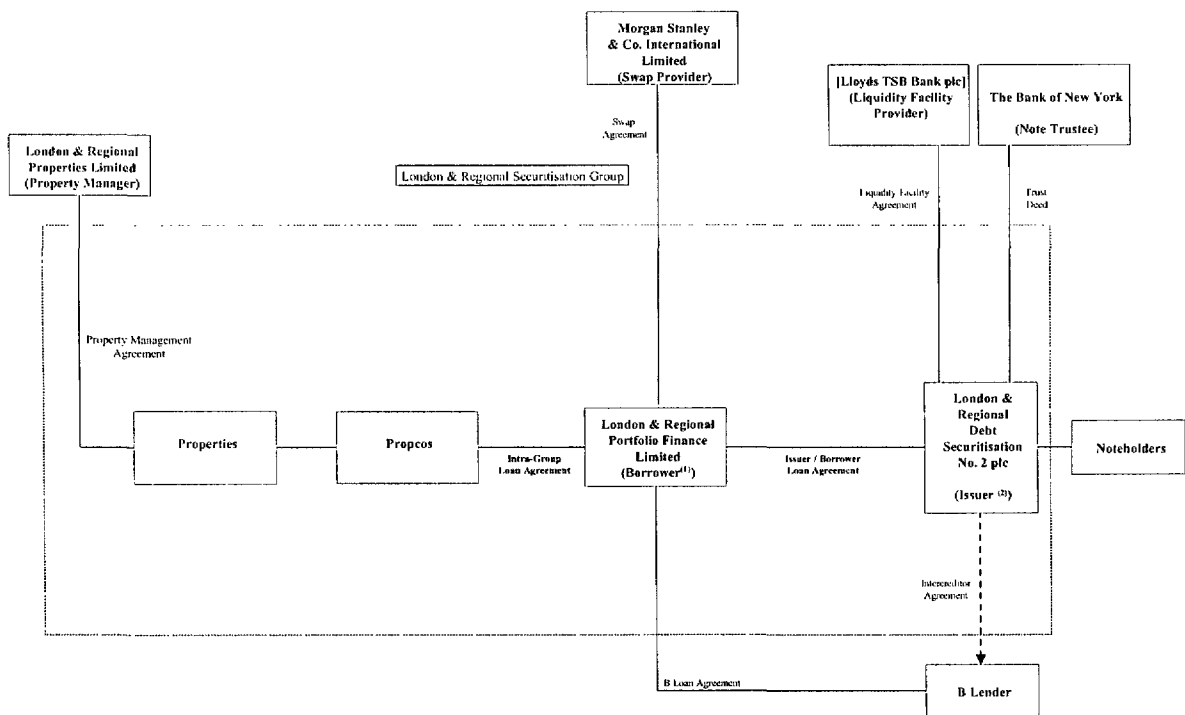 Morgan Stanley
& Co. International
Limited
(Swap Provider)
[Lloyds TSB Bank plc]
(Liquidity Facility
Provider)
The Bank of New York
(Note Trustee)
London & Regional
Properties Limited
(Property Manager)
Swap
Agreement
London & Regional Securitisation Group
Liquidity Facility
Agreement
Trust
Deed
Property Management
Agreement
Properties
Propcos
Intra-Group
Loan Agreement
London & Regional
Portfolio Finance
Limited
(Borrower⁽¹⁾)
Issuer / Borrower
Loan Agreement
London &
Regional
Debt
Securitisation
No. 2 plc
(Issuer ⁽²⁾)
Noteholders
Intercreditor
Agreement
B Loan Agreement
B Lender